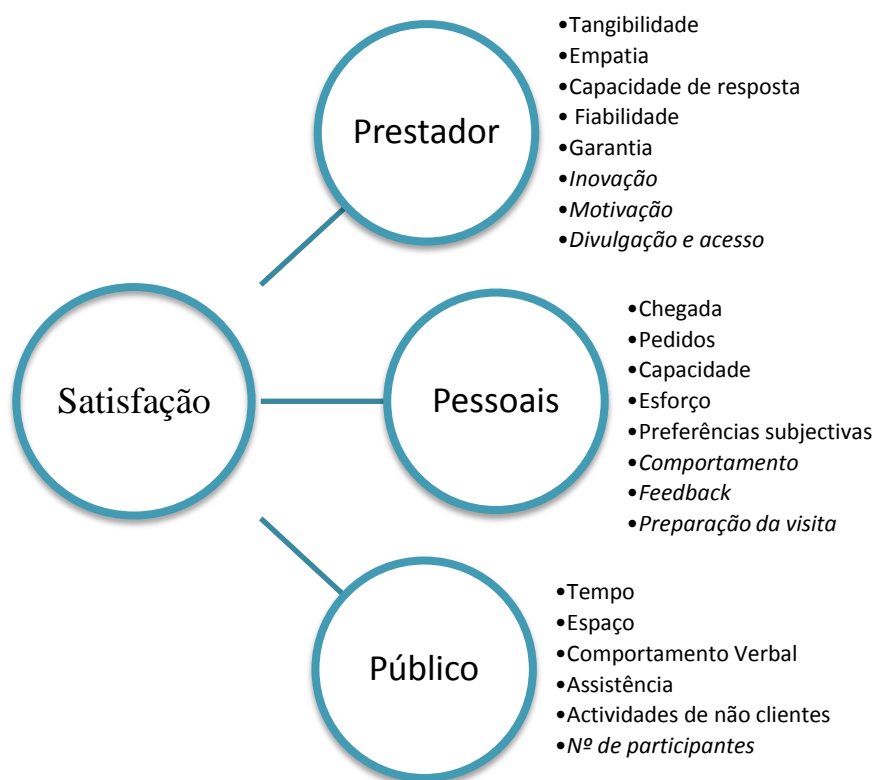 Satisfação
Prestador
•Tangibilidade
•Empatia
•Capacidade de resposta
• Fiabilidade
•Garantia
•Inovação
•Motivação
•Divulgação e acesso
Pessoais
•Chegada
•Pedidos
•Capacidade
•Esforço
•Preferências subjectivas
•Comportamento
•Feedback
•Preparação da visita
Público
•Tempo
•Espaço
•Comportamento Verbal
•Assistência
•Actividades de não clientes
•Nº de participantes